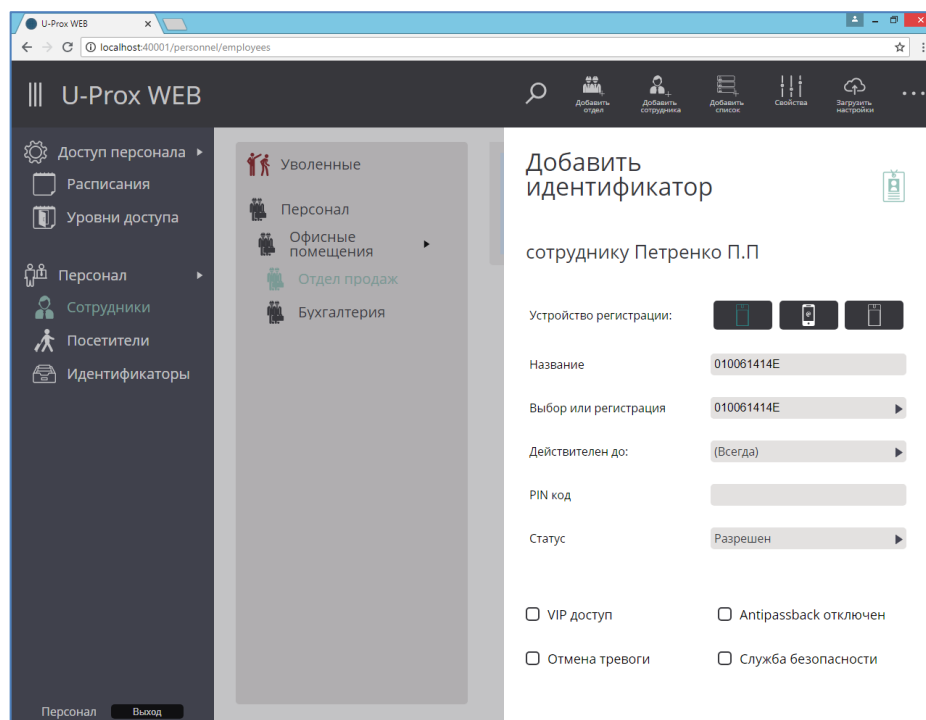 U-Prox WEB
localhost:40001/personnel/employees
U-Prox WEB
Добавить отдел
Добавить сотрудника
Добавить список
Свойства
Загрузить настройки
Доступ персонала
Расписания
Уровни доступа
Персонал
Сотрудники
Посетители
Идентификаторы
Персонал
Выход
Уволенные
Персонал
Офисные
помещения
Отдел продаж
Бухгалтерия
Добавить
идентификатор
сотруднику Петренко П.П
Устройство регистрации:
Название 010061414E
Выбор или регистрация 010061414E
Действителен до: (Всегда)
PIN код
Статус Разрешен
VIP доступ Antipassback отключен
Отмена тревоги Служба безопасности